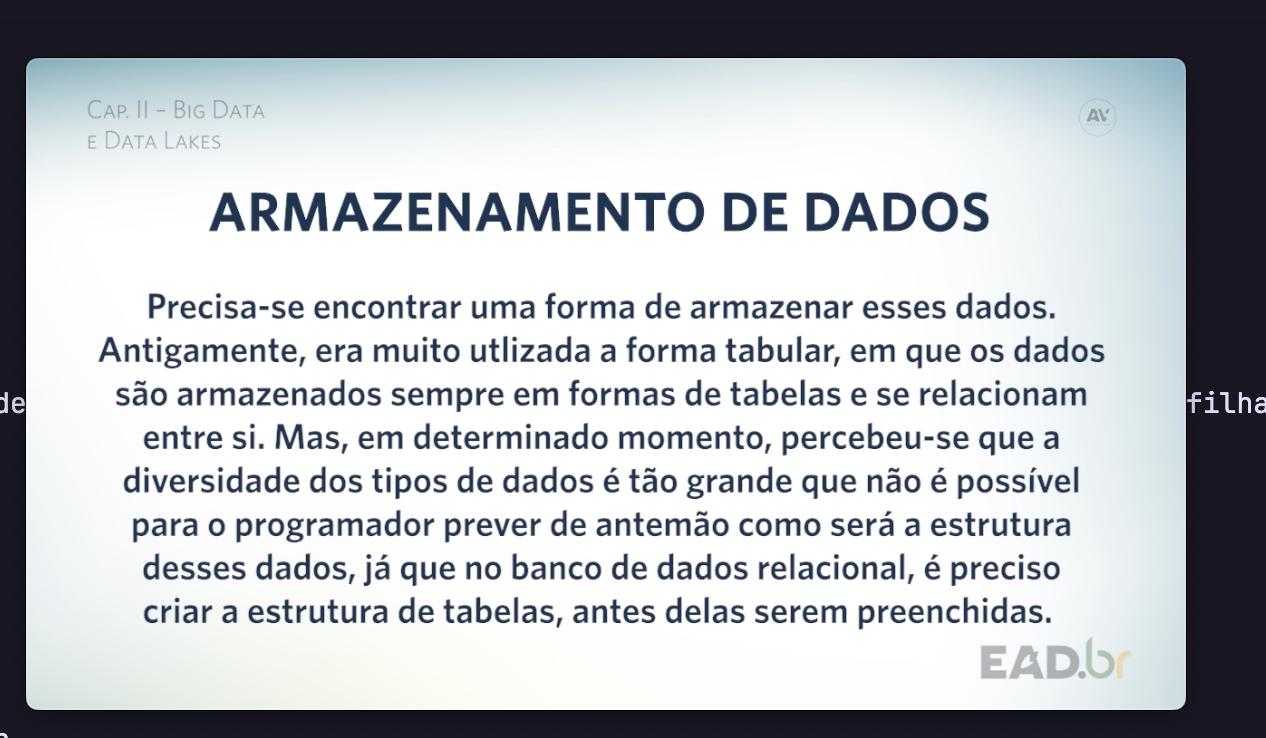 Cap. II – Big Data
e Data Lakes
AV
ARMAZENAMENTO DE DADOS
Precisa-se encontrar uma forma de armazenar esses dados.
Antigamente, era muito utlizada a forma tabular, em que os dados
são armazenados sempre em formas de tabelas e se relacionam
de
filha
entre si. Mas, em determinado momento, percebeu-se que a
diversidade dos tipos de dados é tão grande que não é possível
para o programador prever de antemão como será a estrutura
desses dados, já que no banco de dados relacional, é preciso
criar a estrutura de tabelas, antes delas serem preenchidas.
EAD.br